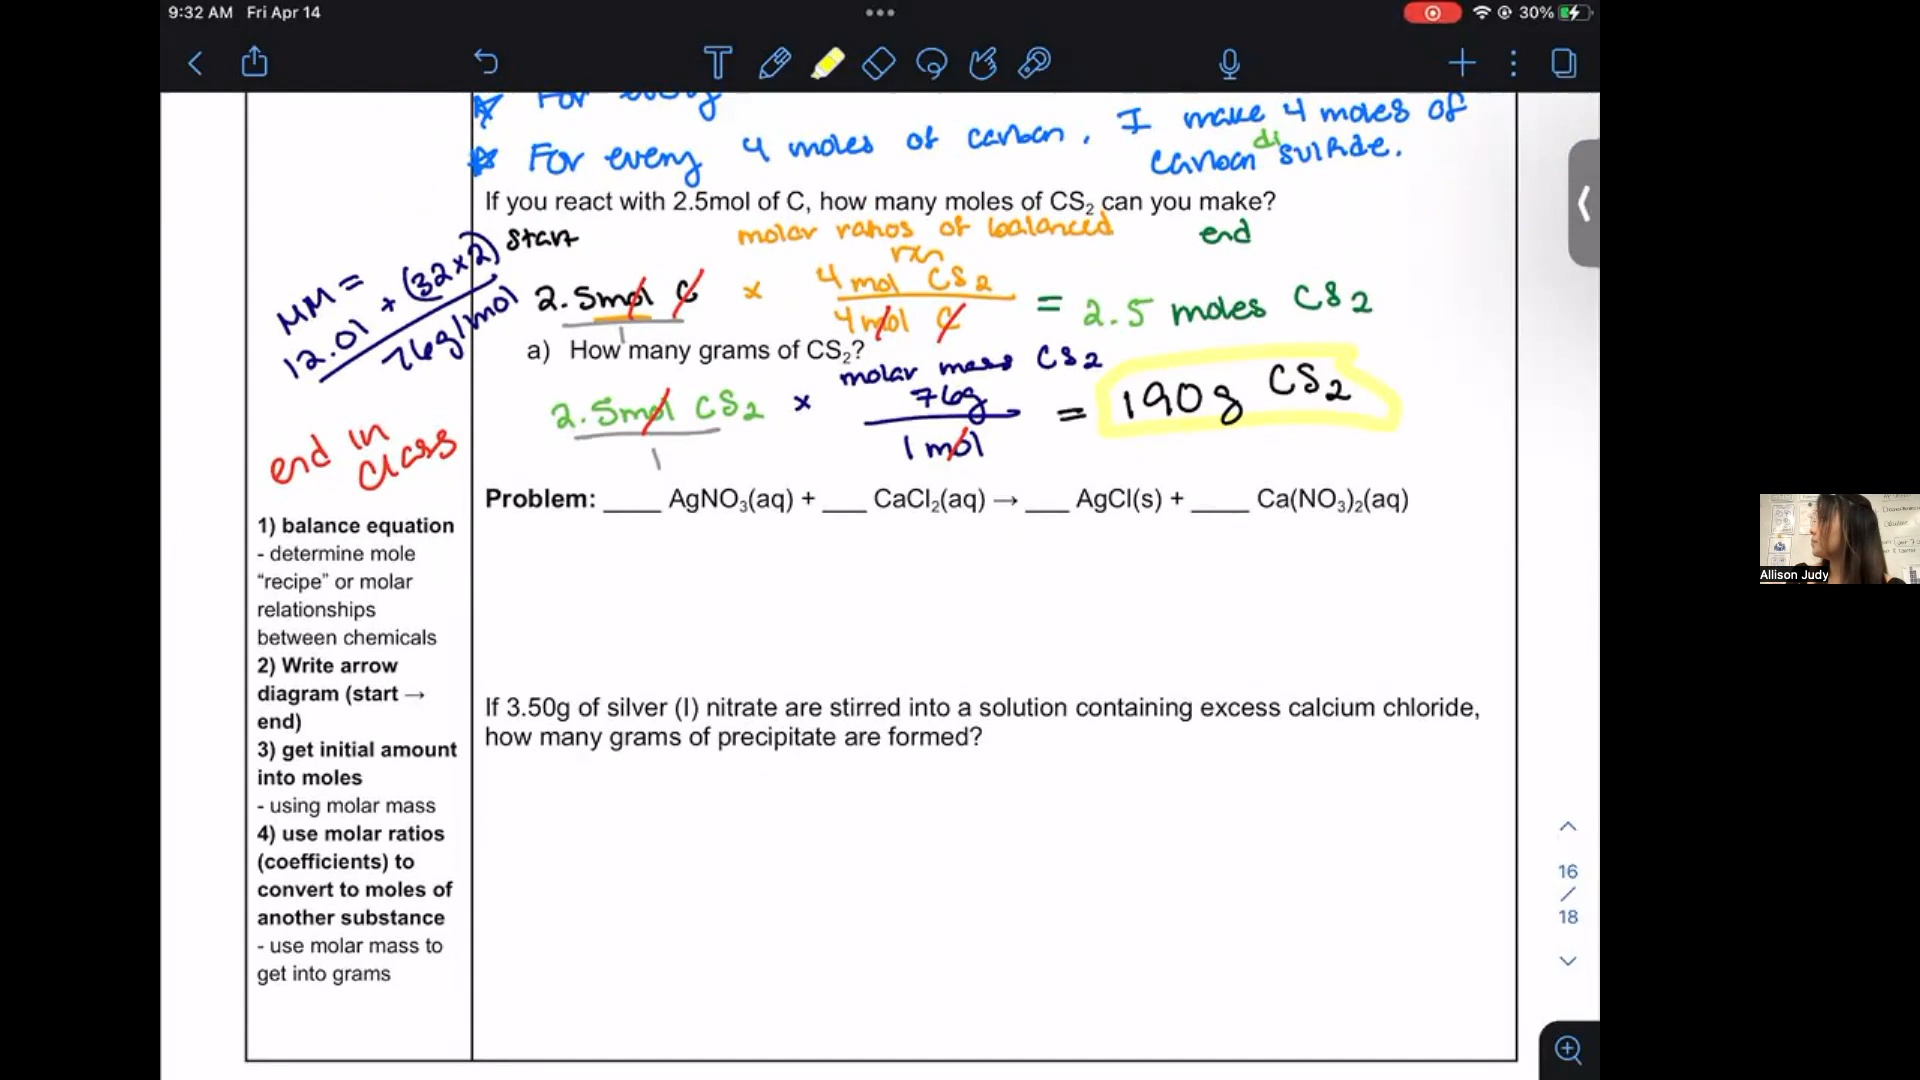 9:32 AM Fri Apr 14
30%
For every
For every 4 moles of carbon, I make 4 moles of
carbon disulfide.
If you react with 2.5mol of C, how many moles of CS₂ can you make?
start molar ratios of balanced rxn end
2.5mol C × 4 mol CS₂ / 4 mol C = 2.5 moles CS₂
MM =
12.01 + (32×2)
76g/mol
a) How many grams of CS₂?
molar mass CS₂
2.5mol CS₂ / 1 × 76g / 1 mol = 190g CS₂
end in
class
Problem: ____ AgNO₃(aq) + ___ CaCl₂(aq) → ___ AgCl(s) + ____ Ca(NO₃)₂(aq)
1) balance equation
- determine mole
“recipe” or molar
relationships
between chemicals
2) Write arrow
diagram (start →
end)
3) get initial amount
into moles
- using molar mass
4) use molar ratios
(coefficients) to
convert to moles of
another substance
- use molar mass to
get into grams
If 3.50g of silver (I) nitrate are stirred into a solution containing excess calcium chloride,
how many grams of precipitate are formed?
16
/
18
Allison Judy